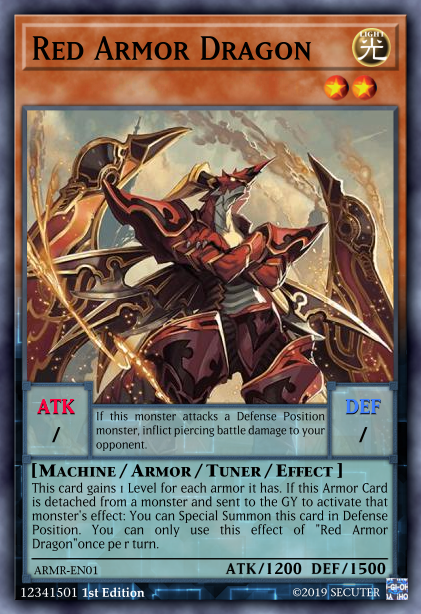 Red Armor Dragon
LIGHT
光
ATK
/
If this monster attacks a Defense Position
monster, inflict piercing battle damage to your
opponent.
DEF
/
[Machine / Armor / Tuner / Effect ]
This card gains 1 Level for each armor it has. If this Armor Card
is detached from a monster and sent to the GY to activate that
monster's effect: You can Special Summon this card in Defense
Position. You can only use this effect of "Red Armor
Dragon"once per turn.
ARMR-EN01
ATK/1200 DEF/1500
12341501 1st Edition
©2019 SECUTER